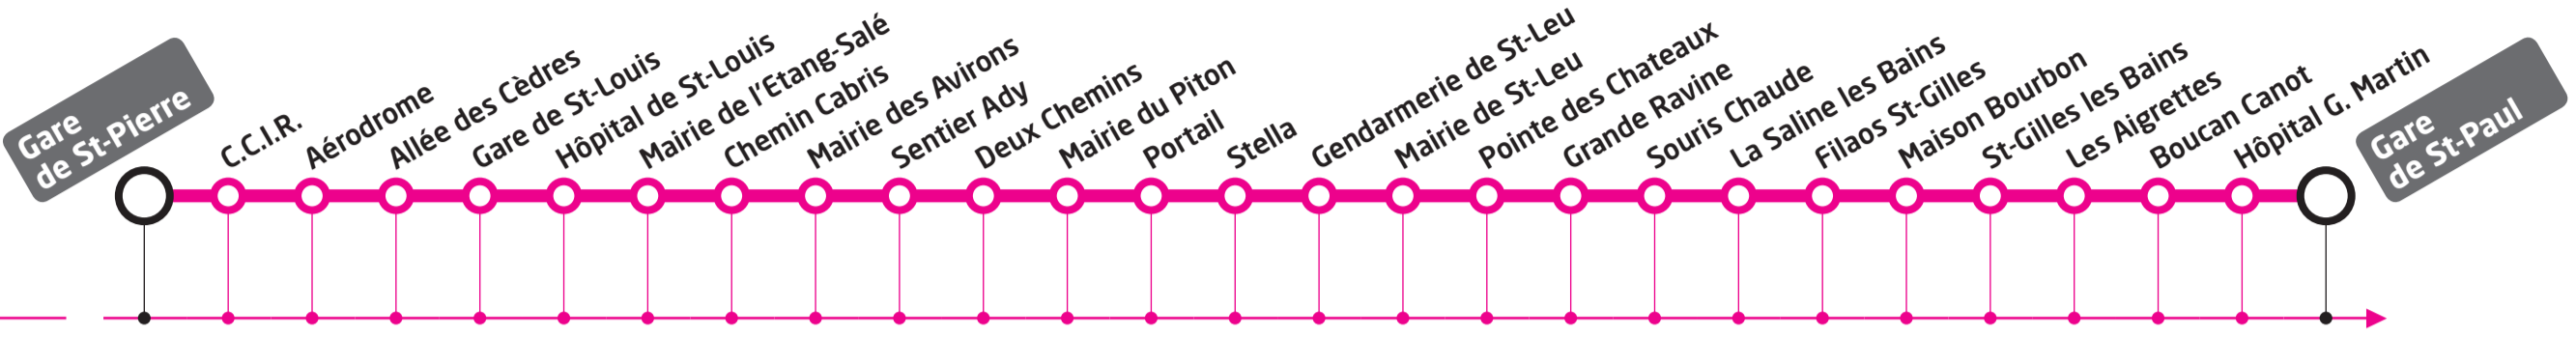 Gare
de St-Pierre
C.C.I.R.
Aérodrome
Allée des Cèdres
Gare de St-Louis
Hôpital de St-Louis
Mairie de l'Etang-Salé
Chemin Cabris
Mairie des Avirons
Sentier Ady
Deux Chemins
Mairie du Piton
Portail
Stella
Gendarmerie de St-Leu
Mairie de St-Leu
Pointe des Chateaux
Grande Ravine
Souris Chaude
La Saline les Bains
Filaos St-Gilles
Maison Bourbon
St-Gilles les Bains
Les Aigrettes
Boucan Canot
Hôpital G. Martin
Gare
de St-Paul